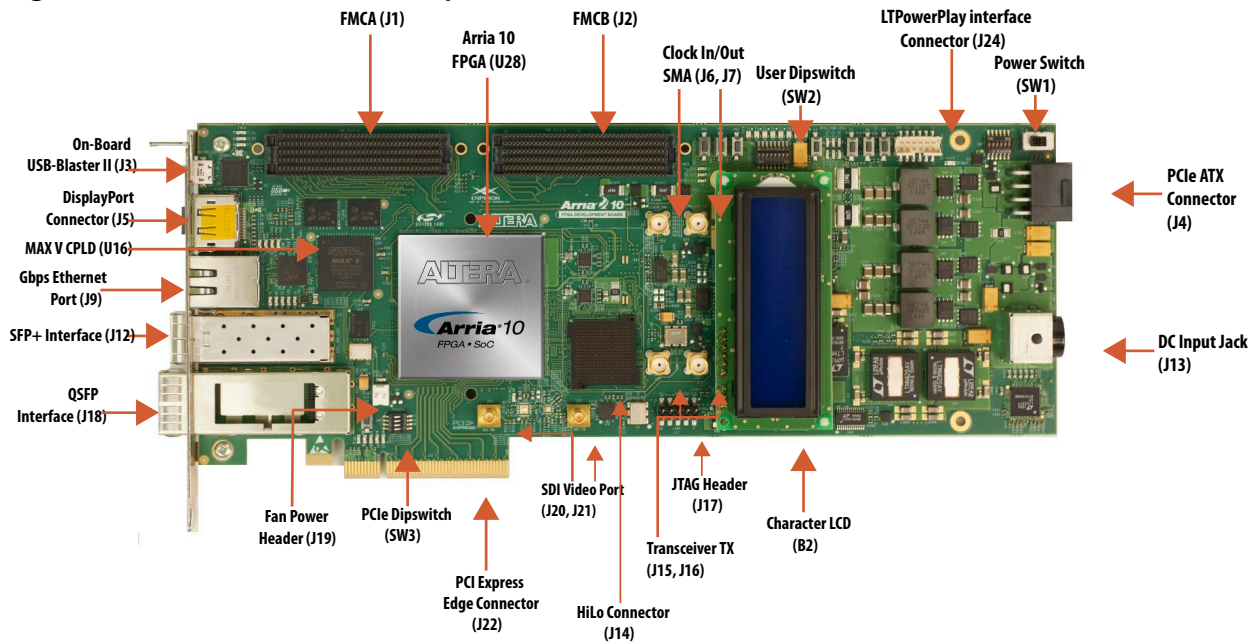 FMCA (J1)
FMCB (J2)
LTPowerPlay interface
Connector (J24)
Arria 10
FPGA (U28)
Clock In/Out
SMA (J6, J7)
User Dipswitch
(SW2)
Power Switch
(SW1)
On-Board
USB-Blaster II (J3)
DisplayPort
Connector (J5)
MAX V CPLD (U16)
Gbps Ethernet
Port (J9)
SFP+ Interface (J12)
QSFP
Interface (J18)
PCIe ATX
Connector
(J4)
DC Input Jack
(J13)
Arria 10
FPGA DEVELOPMENT BOARD
ALTERA
MAX V
ALTERA
Arria 10
FPGA • SoC
Fan Power
Header (J19)
PCIe Dipswitch
(SW3)
PCI Express
Edge Connector
(J22)
SDI Video Port
(J20, J21)
HiLo Connector
(J14)
Transceiver TX
(J15, J16)
JTAG Header
(J17)
Character LCD
(B2)